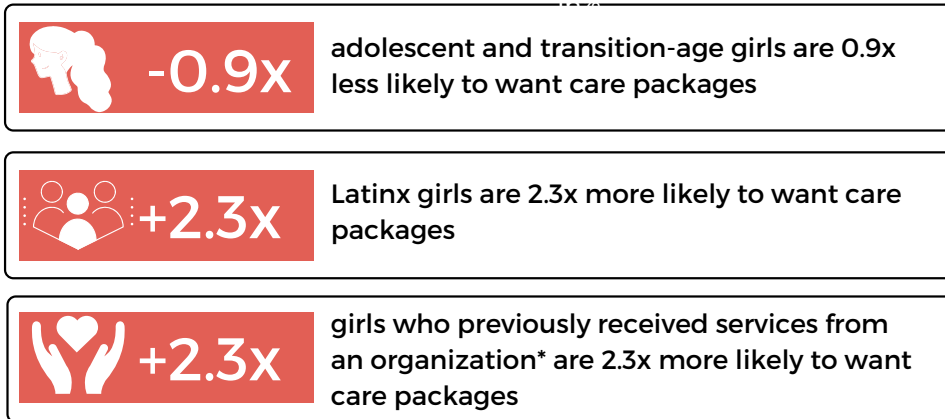 -0.9x
adolescent and transition-age girls are 0.9x
less likely to want care packages
+2.3x
Latinx girls are 2.3x more likely to want care
packages
+2.3x
girls who previously received services from
an organization* are 2.3x more likely to want
care packages